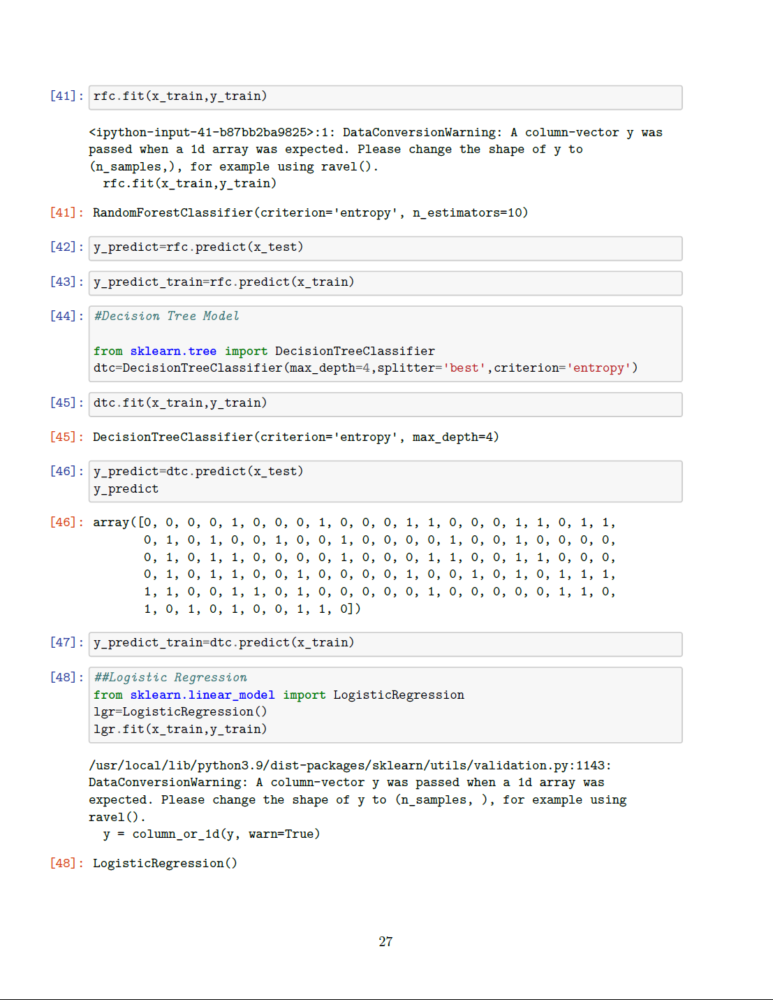 [41]: rfc.fit(x_train,y_train)
<ipython-input-41-b87bb2ba9825>:1: DataConversionWarning: A column-vector y was
passed when a 1d array was expected. Please change the shape of y to
(n_samples,), for example using ravel().
  rfc.fit(x_train,y_train)
[41]: RandomForestClassifier(criterion='entropy', n_estimators=10)
[42]: y_predict=rfc.predict(x_test)
[43]: y_predict_train=rfc.predict(x_train)
[44]: #Decision Tree Model
from sklearn.tree import DecisionTreeClassifier
dtc=DecisionTreeClassifier(max_depth=4,splitter='best',criterion='entropy')
[45]: dtc.fit(x_train,y_train)
[45]: DecisionTreeClassifier(criterion='entropy', max_depth=4)
[46]: y_predict=dtc.predict(x_test)
y_predict
[46]: array([0, 0, 0, 0, 1, 0, 0, 0, 1, 0, 0, 0, 1, 1, 0, 0, 0, 1, 1, 0, 1, 1,
0, 1, 0, 1, 0, 0, 1, 0, 0, 1, 0, 0, 0, 0, 1, 0, 0, 1, 0, 0, 0, 0,
0, 1, 0, 1, 1, 0, 0, 0, 0, 1, 0, 0, 0, 1, 1, 0, 0, 1, 1, 0, 0, 0,
0, 1, 0, 1, 1, 0, 0, 1, 0, 0, 0, 0, 1, 0, 0, 1, 0, 1, 0, 1, 1, 1,
1, 1, 0, 0, 1, 1, 0, 1, 0, 0, 0, 0, 0, 1, 0, 0, 0, 0, 0, 1, 1, 0,
1, 0, 1, 0, 1, 0, 0, 1, 1, 0])
[47]: y_predict_train=dtc.predict(x_train)
[48]: ##Logistic Regression
from sklearn.linear_model import LogisticRegression
lgr=LogisticRegression()
lgr.fit(x_train,y_train)
/usr/local/lib/python3.9/dist-packages/sklearn/utils/validation.py:1143:
DataConversionWarning: A column-vector y was passed when a 1d array was
expected. Please change the shape of y to (n_samples, ), for example using
ravel().
  y = column_or_1d(y, warn=True)
[48]: LogisticRegression()
27